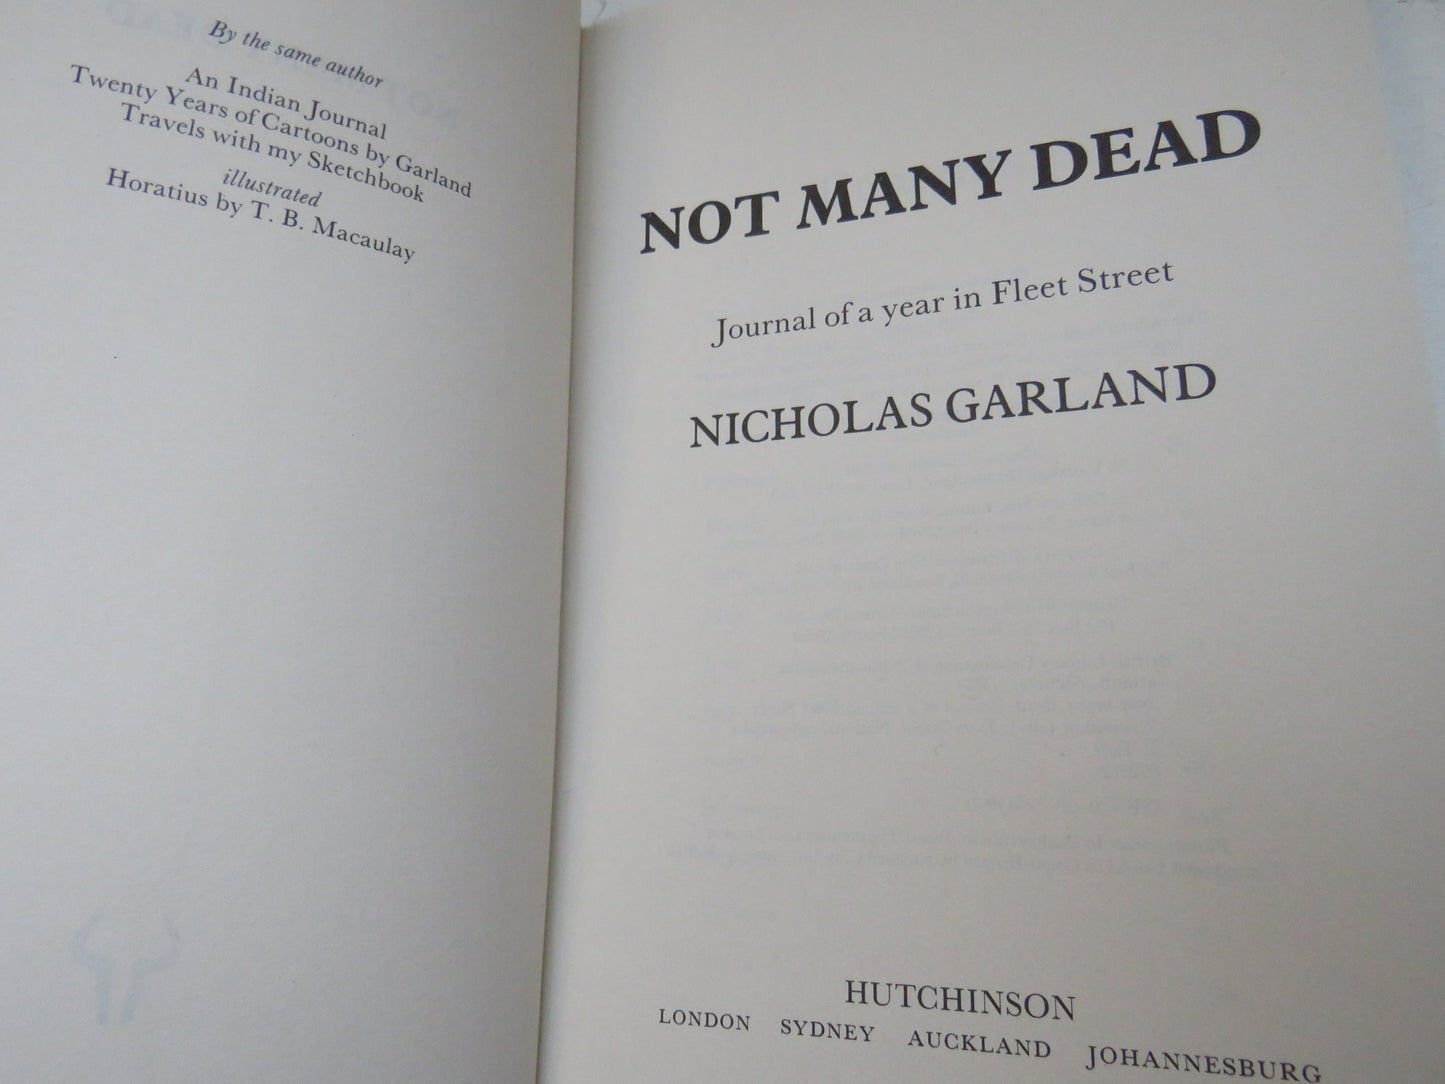 By the same author
An Indian Journal
Twenty Years of Cartoons by Garland
Travels with my Sketchbook
illustrated
Horatius by T. B. Macaulay
NOT MANY DEAD
Journal of a year in Fleet Street
NICHOLAS GARLAND
HUTCHINSON
LONDON SYDNEY AUCKLAND JOHANNESBURG